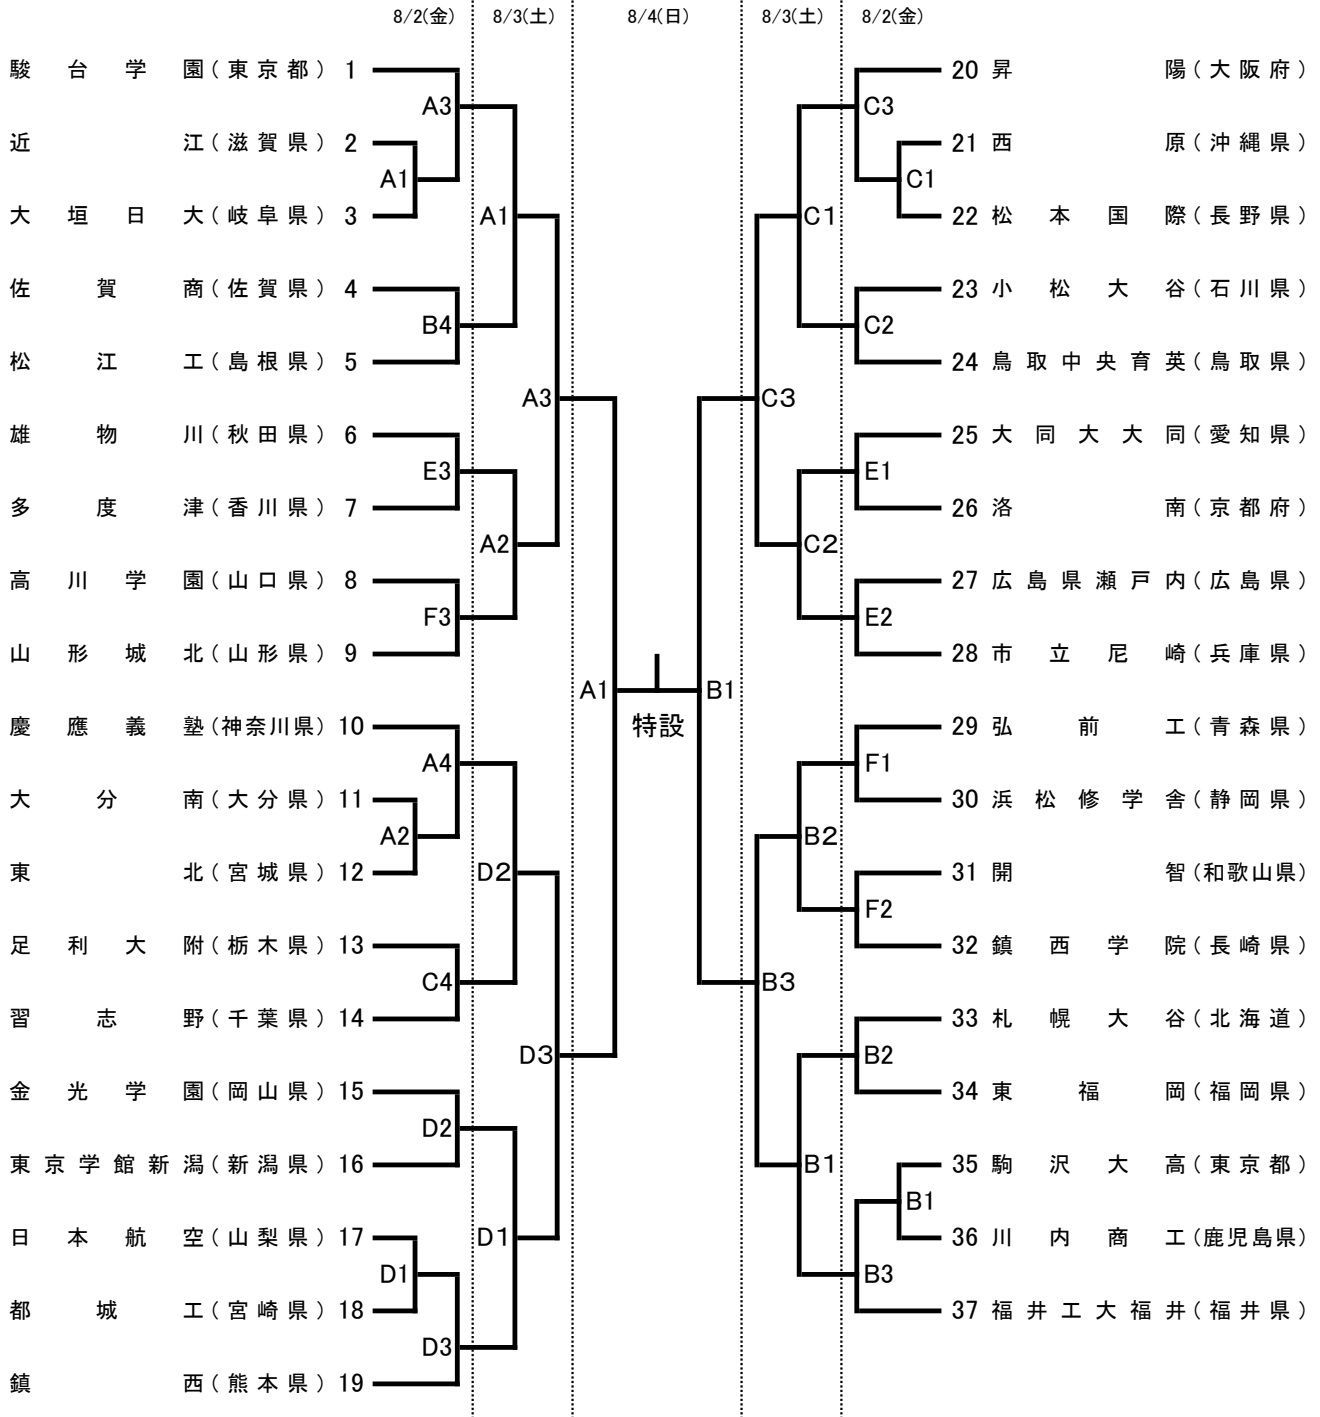 8/2(金) 8/3(土) 8/4(日) 8/3(土) 8/2(金)
駿台学園(東京都) 1
近江(滋賀県) 2
大垣日大(岐阜県) 3
佐賀商(佐賀県) 4
松江工(島根県) 5
雄物川(秋田県) 6
多度津(香川県) 7
高川学園(山口県) 8
山形城北(山形県) 9
慶應義塾(神奈川県) 10
大分南(大分県) 11
東北(宮城県) 12
足利大附(栃木県) 13
習志野(千葉県) 14
金光学園(岡山県) 15
東京学館新潟(新潟県) 16
日本航空(山梨県) 17
都城工(宮崎県) 18
鎮西(熊本県) 19
A3
A1
B4
E3
F3
A4
A2
C4
D2
D1
D3
A1
A2
D2
D1
A3
D3
A1
特設
B1
C3
B3
C1
C2
B2
B1
C3
C1
C2
E1
E2
F1
F2
B2
B1
B3
20 昇陽(大阪府)
21 西原(沖縄県)
22 松本国際(長野県)
23 小松大谷(石川県)
24 鳥取中央育英(鳥取県)
25 大同大大同(愛知県)
26 洛南(京都府)
27 広島県瀬戸内(広島県)
28 市立尼崎(兵庫県)
29 弘前工(青森県)
30 浜松修学舎(静岡県)
31 開智(和歌山県)
32 鎮西学院(長崎県)
33 札幌大谷(北海道)
34 東福岡(福岡県)
35 駒沢大高(東京都)
36 川内商工(鹿児島県)
37 福井工大福井(福井県)